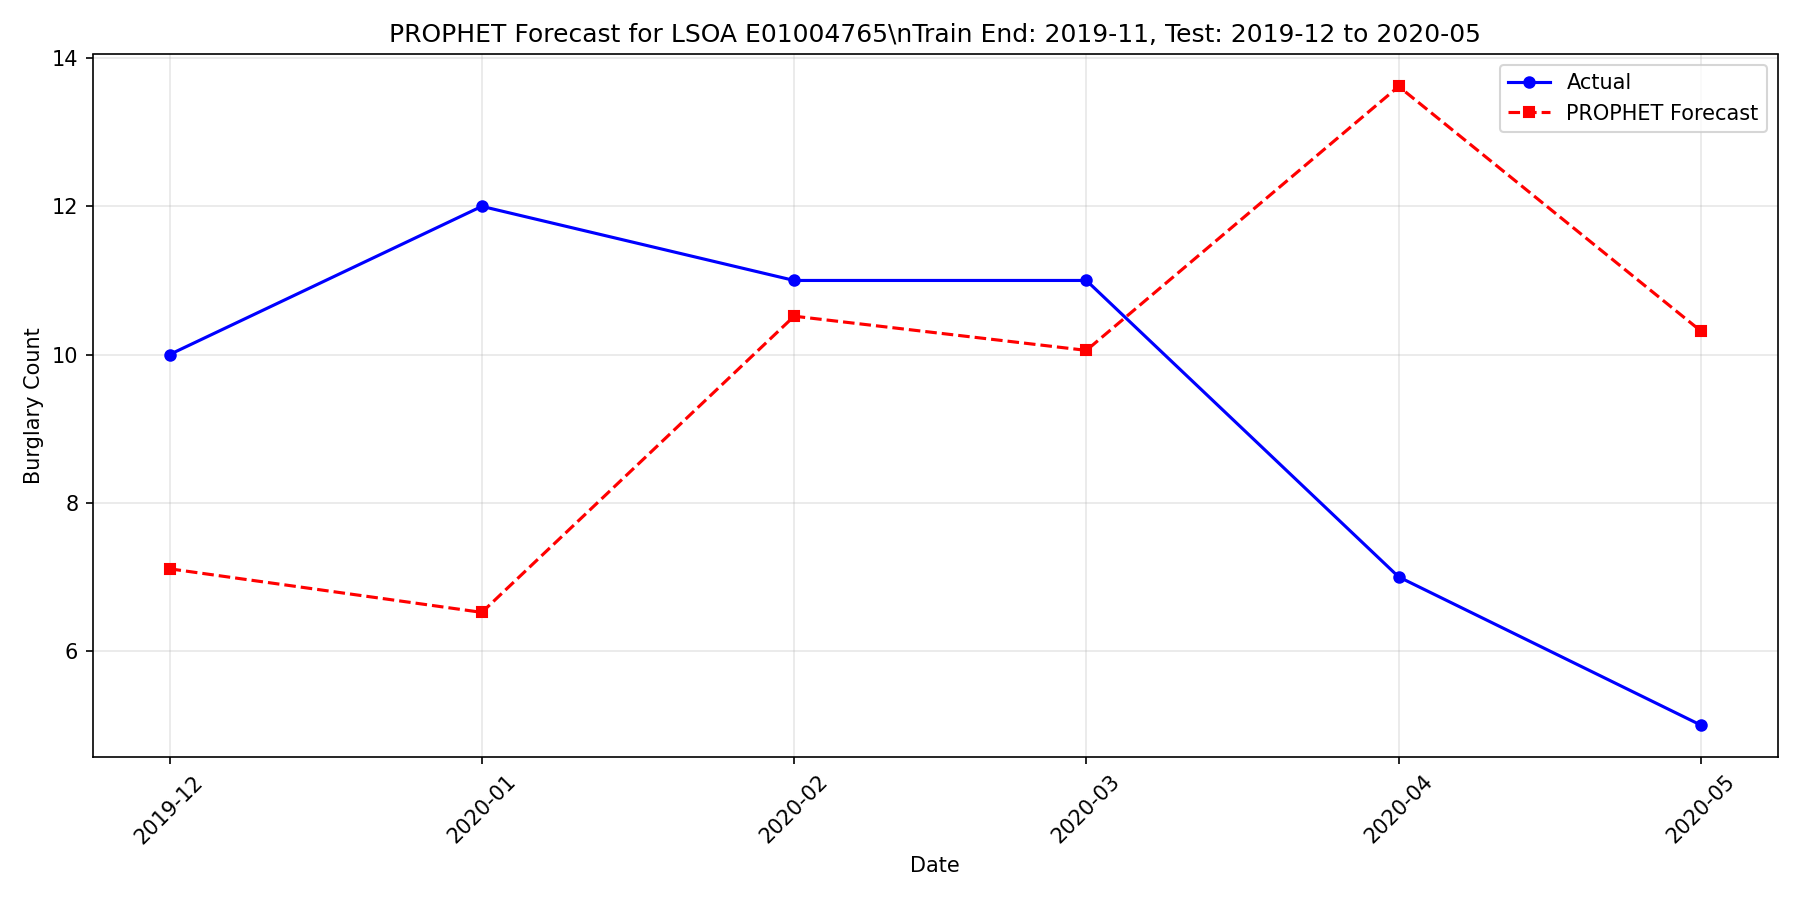 PROPHET Forecast for LSOA E01004765\nTrain End: 2019-11, Test: 2019-12 to 2020-05
Actual
PROPHET Forecast
Burglary Count
14
12
10
8
6
2019-12
2020-01
2020-02
2020-03
2020-04
2020-05
Date